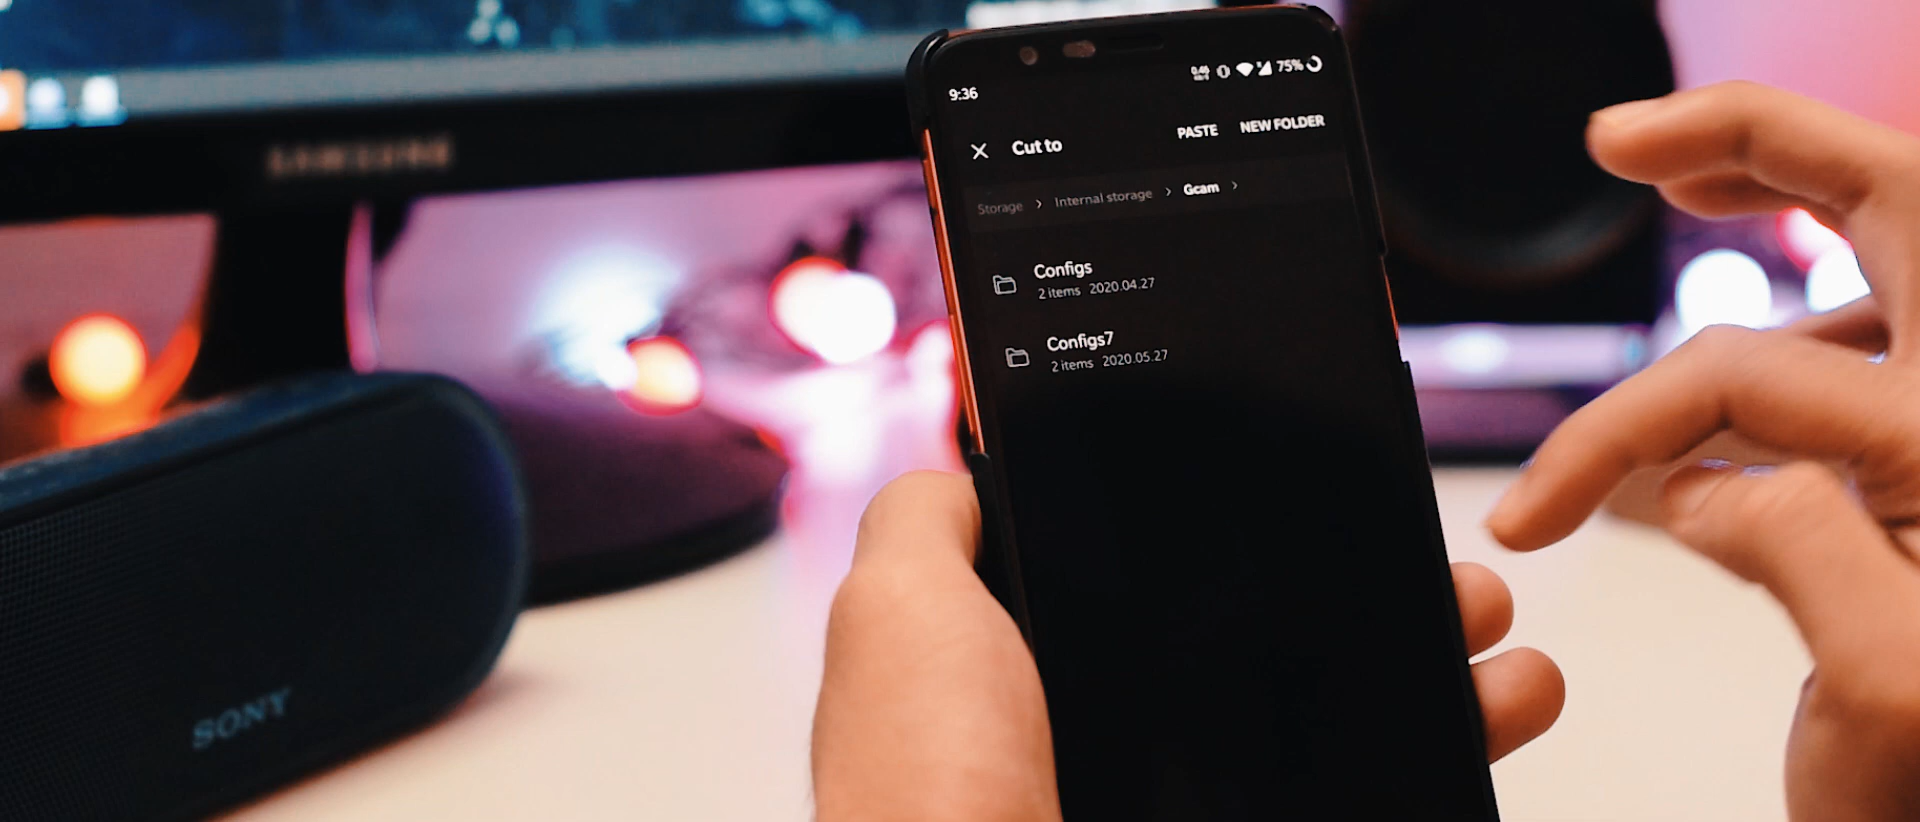 SAMSUNG
9:36
75%
Cut to
PASTE
NEW FOLDER
Storage > Internal storage > Gcam >
Configs
2 items 2020.04.27
Configs7
2 items 2020.05.27
SONY